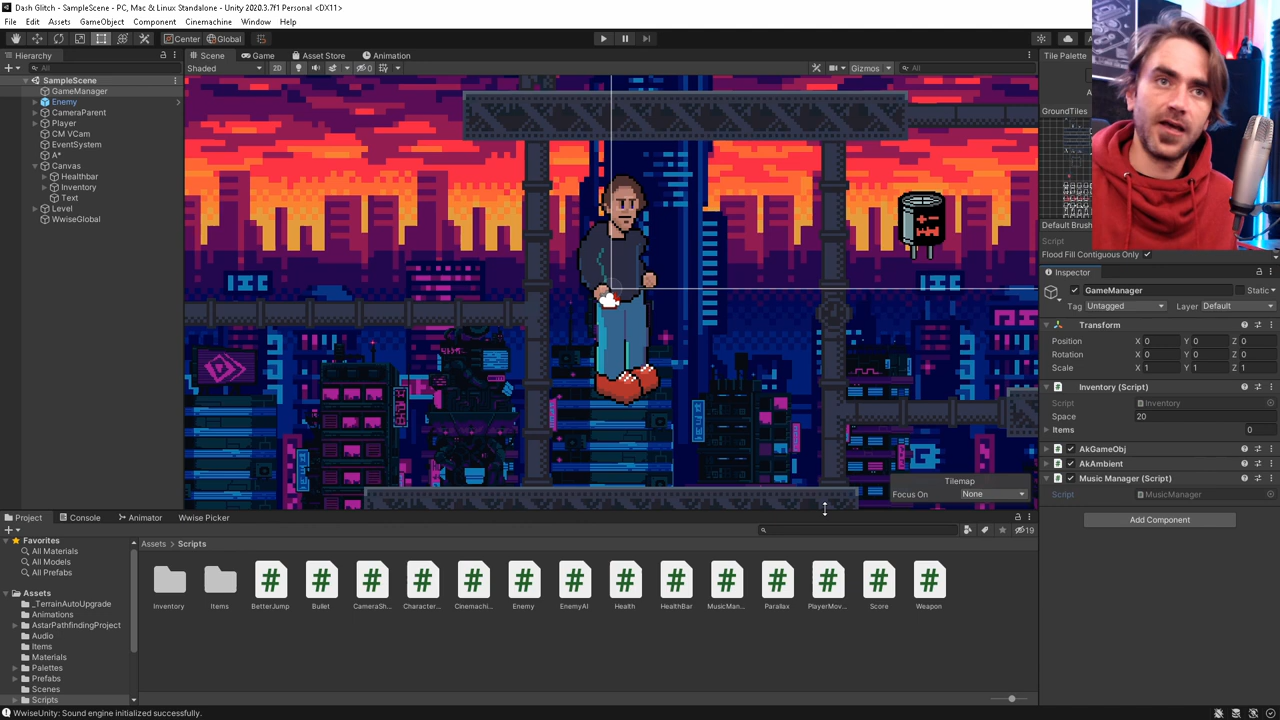 Dash Glitch - SampleScene - PC, Mac & Linux Standalone - Unity 2020.3.7f1 Personal <DX11>
File Edit Assets GameObject Component Cinemachine Window Help
Center Global
Hierarchy
All
SampleScene
GameManager
Enemy
CameraParent
Player
CM VCam
EventSystem
A*
Canvas
Healthbar
Inventory
Text
Level
WwiseGlobal
Scene Game Asset Store Animation
Shaded 2D 0 Gizmos All
Tilemap
Focus On None
Tile Palette
GroundTiles
Default Brush
Script
Flood Fill Contiguous Only
Inspector
GameManager Static
Tag Untagged Layer Default
Transform
Position X 0 Y 0 Z 0
Rotation X 0 Y 0 Z 0
Scale X 1 Y 1 Z 1
Inventory (Script)
Script Inventory
Space 20
Items 0
AkGameObj
AkAmbient
Music Manager (Script)
Script MusicManager
Add Component
Project Console Animator Wwise Picker
19
Favorites
All Materials
All Models
All Prefabs
Assets
_TerrainAutoUpgrade
Animations
AstarPathfindingProject
Audio
Items
Materials
Palettes
Prefabs
Scenes
Scripts
Assets > Scripts
Inventory Items BetterJump Bullet CameraSh... Character... Cinemachi... Enemy EnemyAI Health HealthBar MusicMan... Parallax PlayerMov... Score Weapon
WwiseUnity: Sound engine initialized successfully.